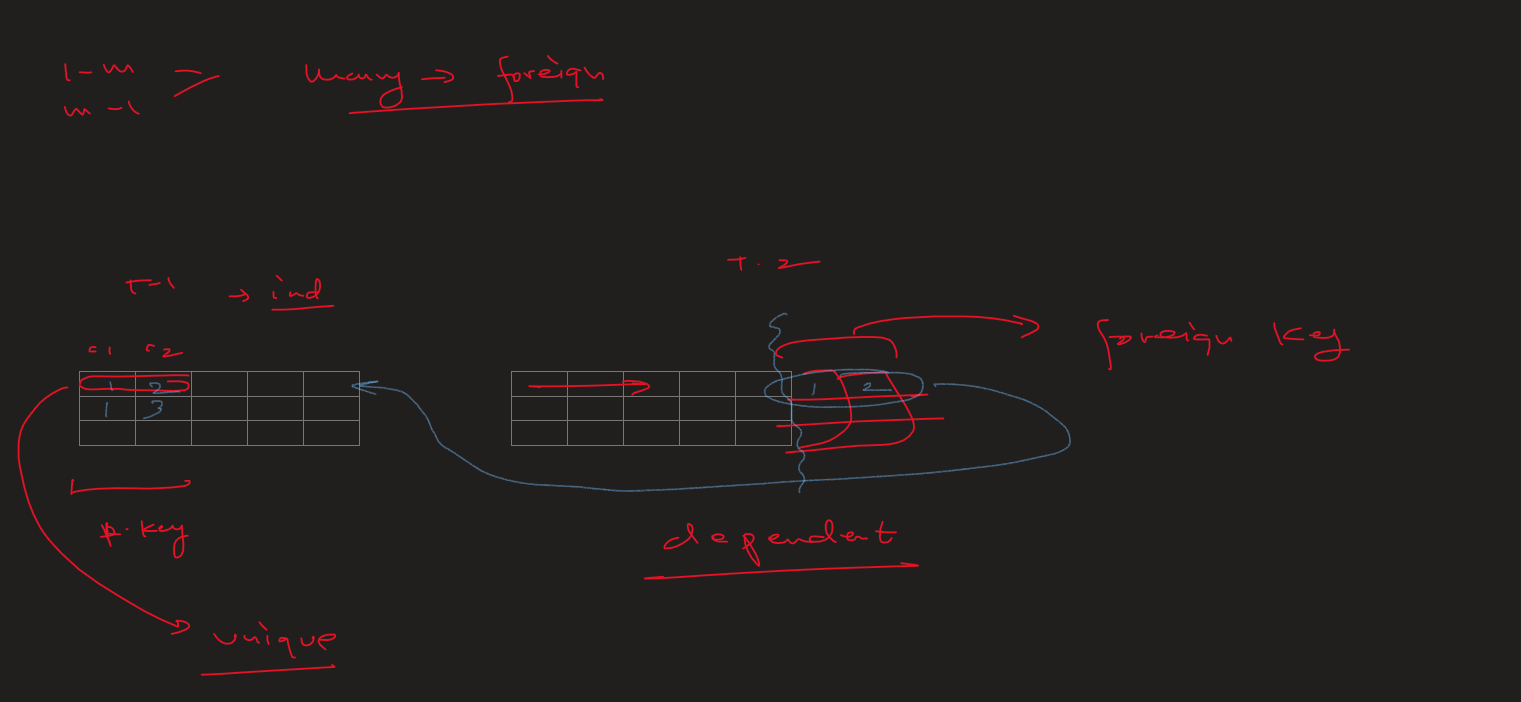 1-m
m-1
many → foreign
T-1 → ind
T. 2
foreign key
c1 c2
1 2
1 3
1 2
p.key
dependent
unique